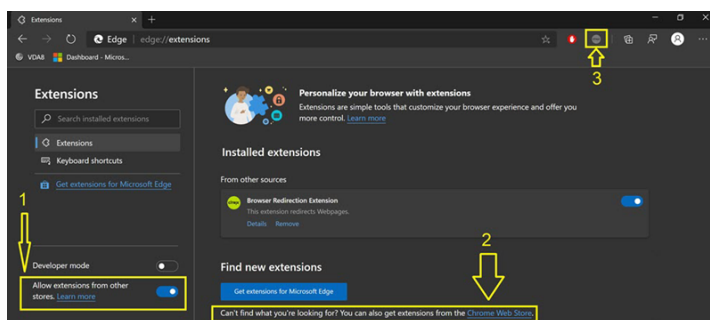 Extensions
Edge | edge://extensions
VDA8 Dashboard - Micros...
3
Extensions
Search installed extensions
Extensions
Keyboard shortcuts
Get extensions for Microsoft Edge
1
Developer mode
Allow extensions from other
stores. Learn more
Personalize your browser with extensions
Extensions are simple tools that customize your browser experience and offer you
more control. Learn more
Installed extensions
From other sources
Browser Redirection Extension
This extension redirects Webpages.
Details Remove
2
Find new extensions
Get extensions for Microsoft Edge
Can't find what you're looking for? You can also get extensions from the Chrome Web Store.